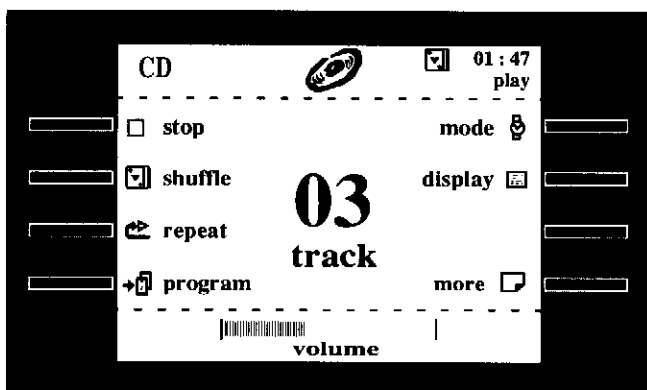 CD
01 : 47
play
stop
mode
shuffle
display
03
repeat
track
program
more
volume